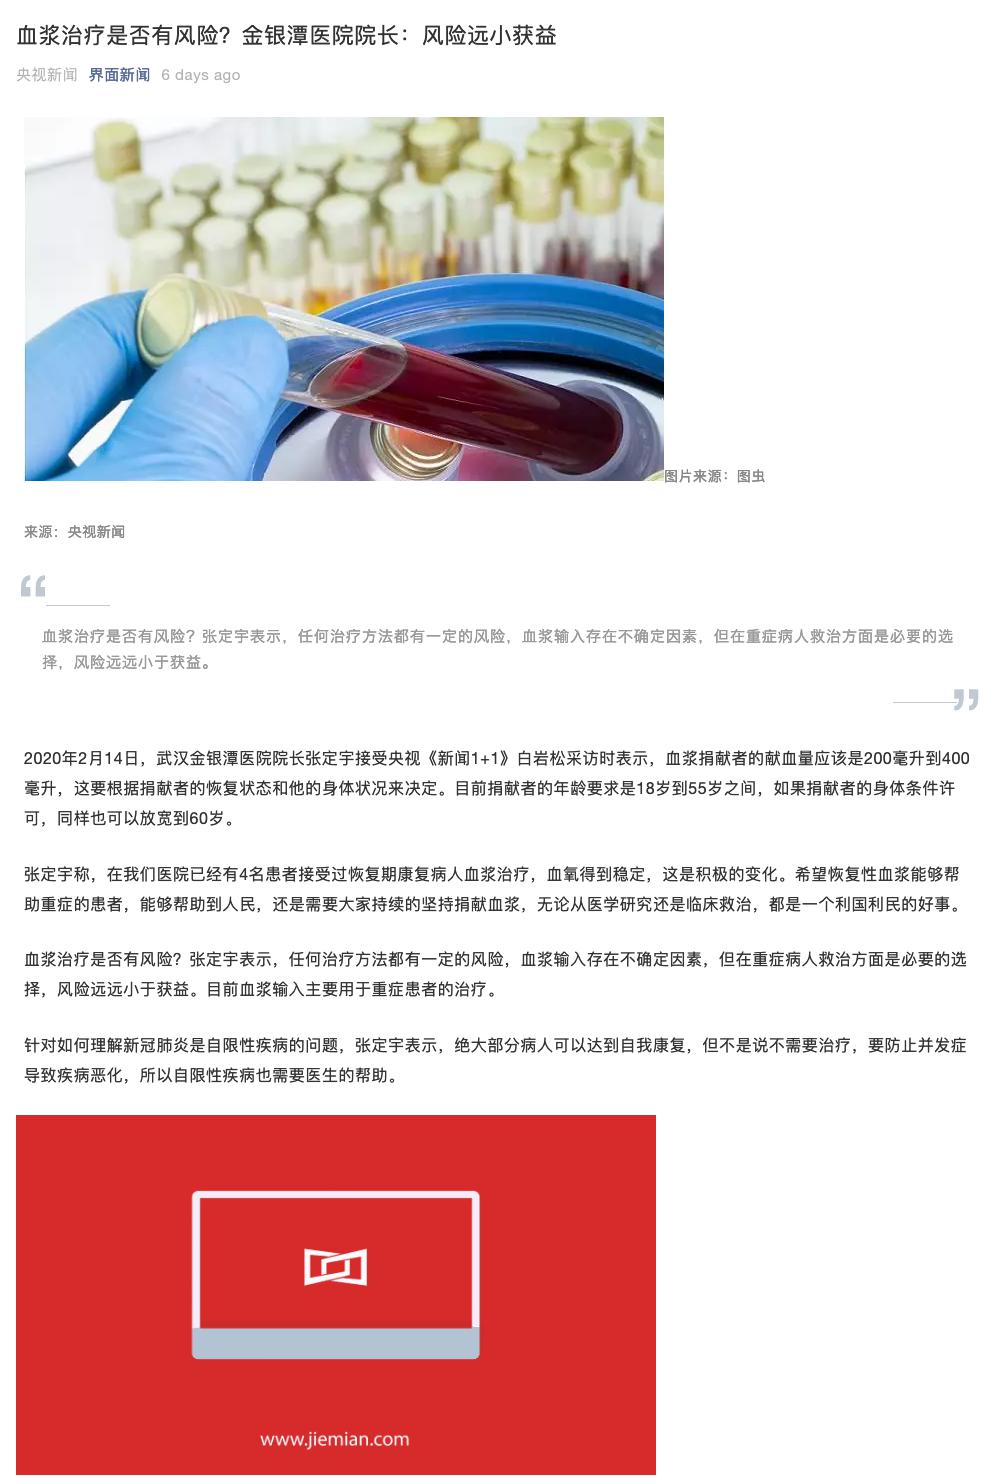 血浆治疗是否有风险？金银潭医院院长：风险远小获益
央视新闻 界面新闻 6 days ago
图片来源：图虫
来源：央视新闻
血浆治疗是否有风险？张定宇表示，任何治疗方法都有一定的风险，血浆输入存在不确定因素，但在重症病人救治方面是必要的选
择，风险远远小于获益。
2020年2月14日，武汉金银潭医院院长张定宇接受央视《新闻1+1》白岩松采访时表示，血浆捐献者的献血量应该是200毫升到400
毫升，这要根据捐献者的恢复状态和他的身体状况来决定。目前捐献者的年龄要求是18岁到55岁之间，如果捐献者的身体条件许
可，同样也可以放宽到60岁。
张定宇称，在我们医院已经有4名患者接受过恢复期康复病人血浆治疗，血氧得到稳定，这是积极的变化。希望恢复性血浆能够帮
助重症的患者，能够帮助到人民，还是需要大家持续的坚持捐献血浆，无论从医学研究还是临床救治，都是一个利国利民的好事。
血浆治疗是否有风险？张定宇表示，任何治疗方法都有一定的风险，血浆输入存在不确定因素，但在重症病人救治方面是必要的选
择，风险远远小于获益。目前血浆输入主要用于重症患者的治疗。
针对如何理解新冠肺炎是自限性疾病的问题，张定宇表示，绝大部分病人可以达到自我康复，但不是说不需要治疗，要防止并发症
导致疾病恶化，所以自限性疾病也需要医生的帮助。
www.jiemian.com